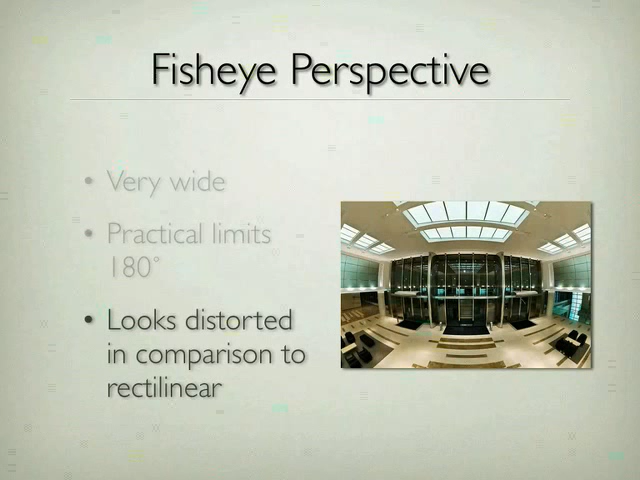 Fisheye Perspective
• Very wide
• Practical limits
180°
• Looks distorted
in comparison to
rectilinear